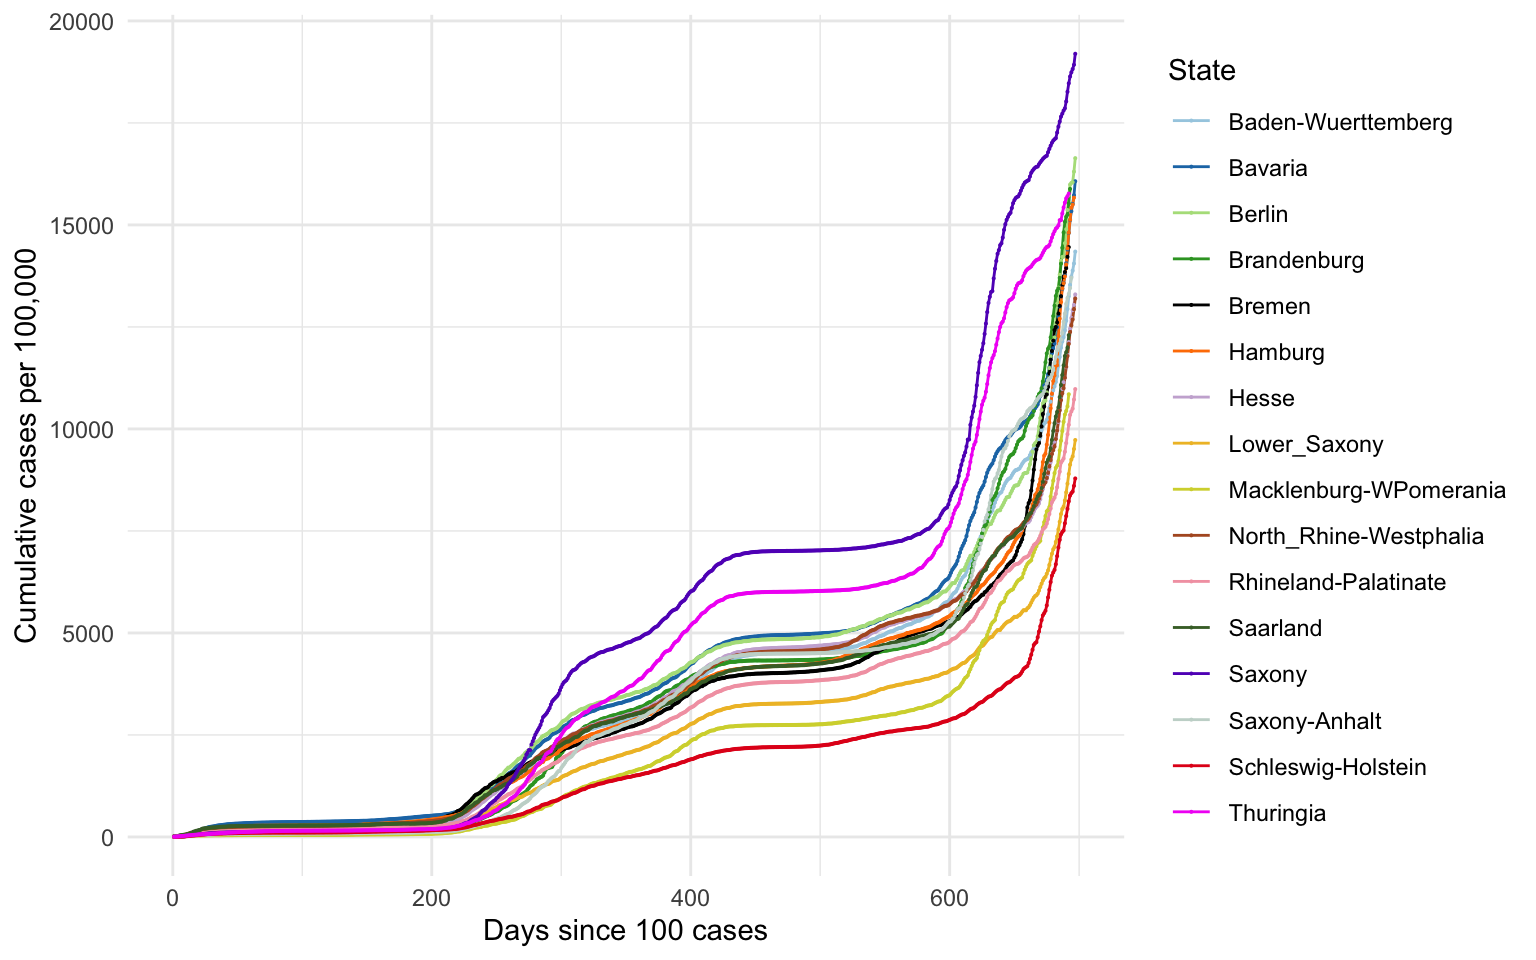 Cumulative cases per 100,000
20000
15000
10000
5000
0
0 200 400 600
Days since 100 cases
State
Baden-Wuerttemberg
Bavaria
Berlin
Brandenburg
Bremen
Hamburg
Hesse
Lower_Saxony
Macklenburg-WPomerania
North_Rhine-Westphalia
Rhineland-Palatinate
Saarland
Saxony
Saxony-Anhalt
Schleswig-Holstein
Thuringia